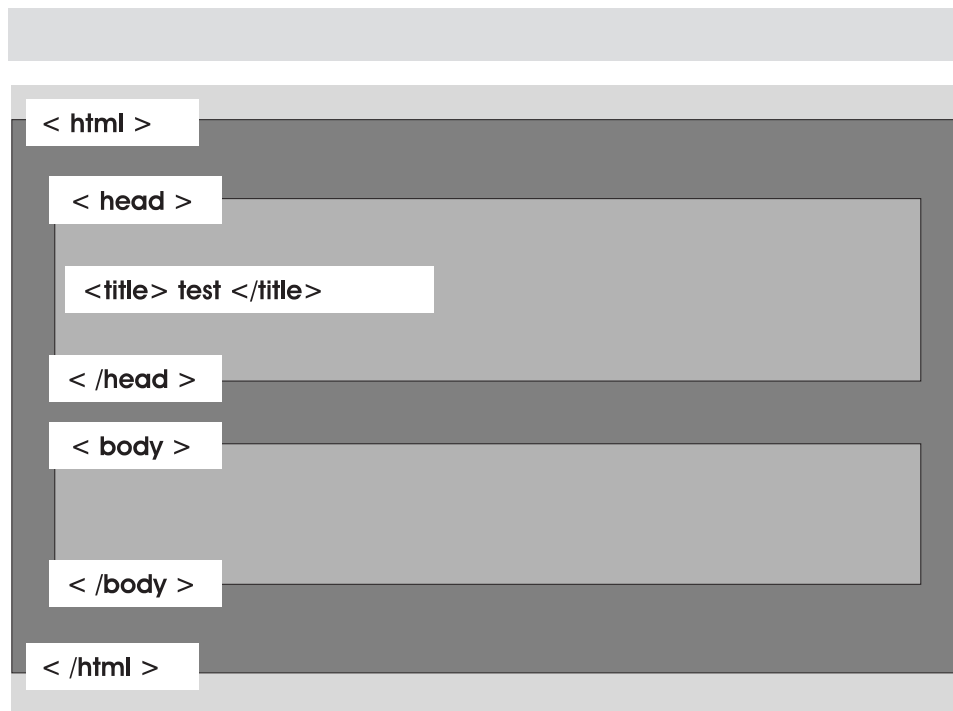 < html >
< head >
<title> test </title>
< /head >
< body >
< /body >
< /html >